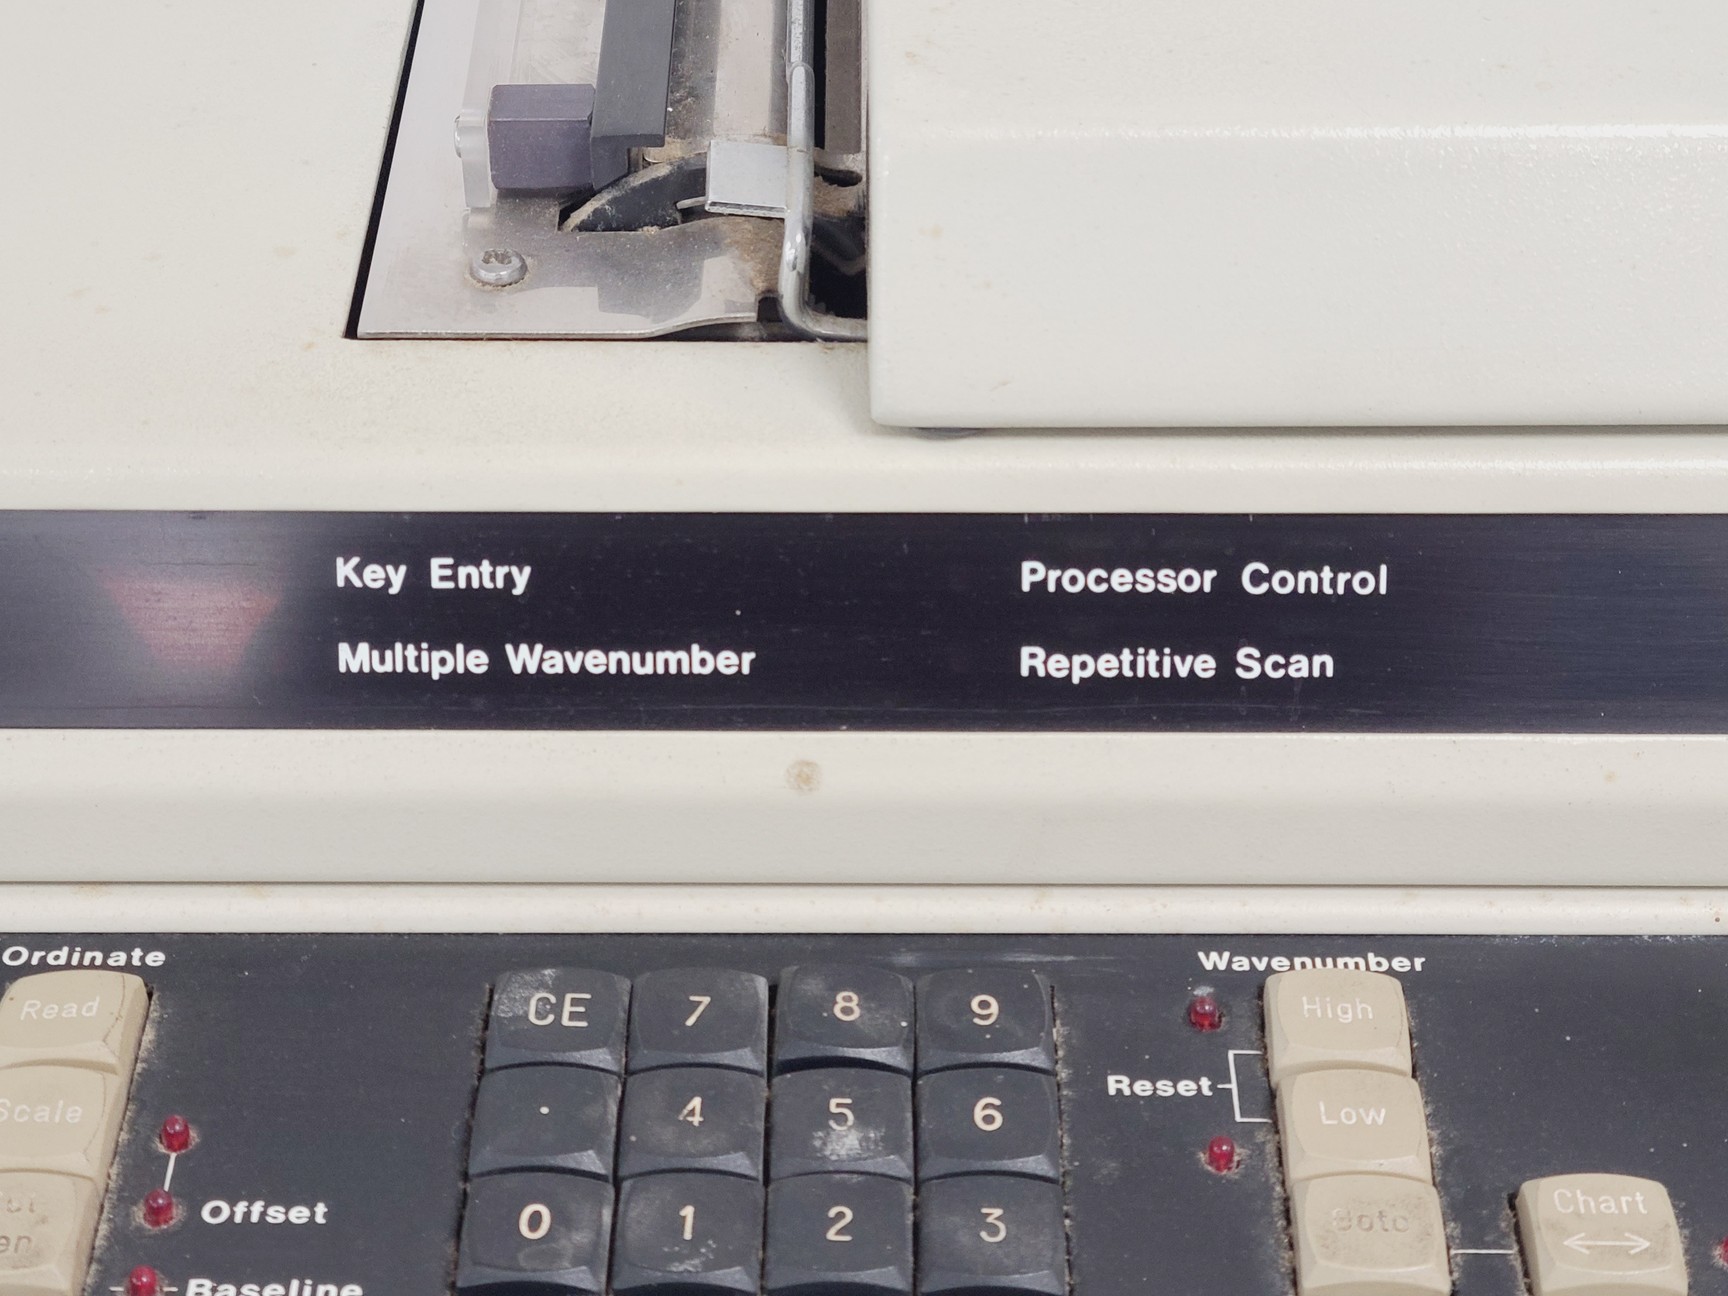 Key Entry
Processor Control
Multiple Wavenumber
Repetitive Scan
Ordinate
Wavenumber
Read
CE
7
8
9
High
Scale
.
4
5
6
Reset
Low
Offset
0
1
2
3
Goto
Chart
Baseline